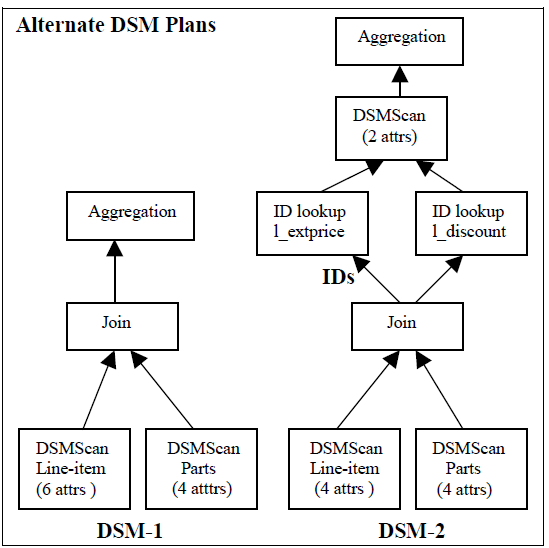 Alternate DSM Plans
Aggregation
DSMScan
(2 attrs)
Aggregation
ID lookup
l_extprice
ID lookup
l_discount
IDs
Join
Join
DSMScan
Line-item
(6 attrs )
DSMScan
Parts
(4 atttrs)
DSMScan
Line-item
(4 attrs )
DSMScan
Parts
(4 attrs)
DSM-1
DSM-2